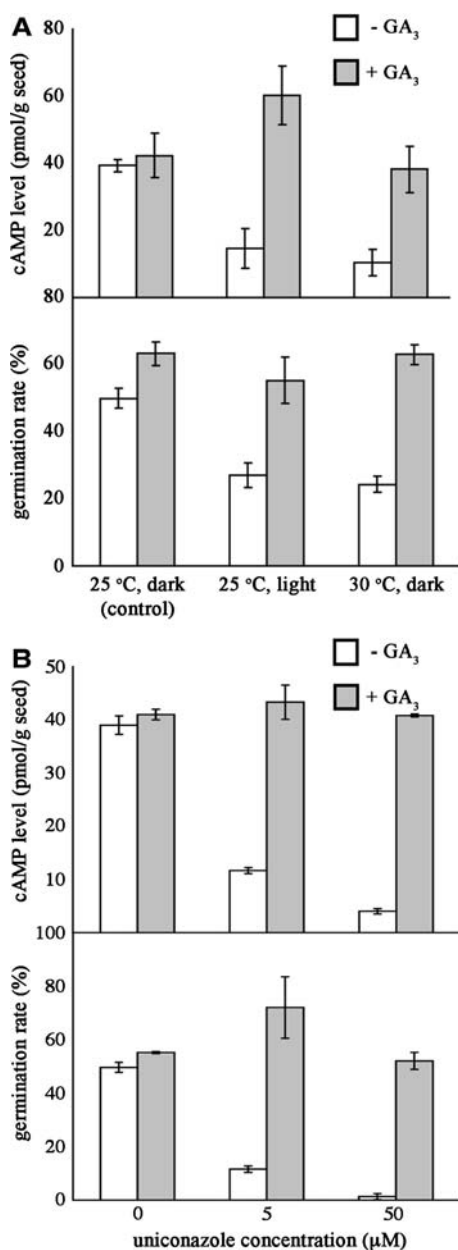 A
80
60
40
20
80
60
40
20
0
cAMP level (pmol/g seed)
germination rate (%)
- GA3
+ GA3
25 °C, dark
(control)
25 °C, light
30 °C, dark
B
50
40
30
20
10
100
80
60
40
20
0
cAMP level (pmol/g seed)
germination rate (%)
- GA3
+ GA3
0
5
50
uniconazole concentration (μM)